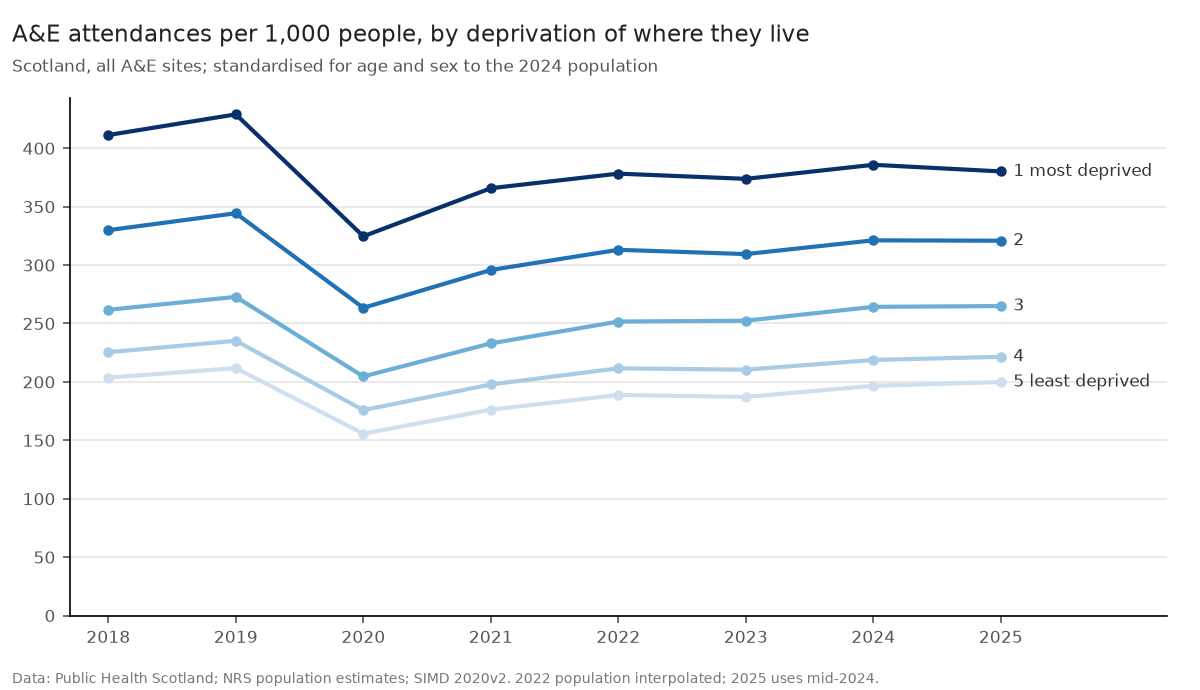 A&E attendances per 1,000 people, by deprivation of where they live
Scotland, all A&E sites; standardised for age and sex to the 2024 population
400
350
300
250
200
150
100
50
0
1 most deprived
2
3
4
5 least deprived
2018 2019 2020 2021 2022 2023 2024 2025
Data: Public Health Scotland; NRS population estimates; SIMD 2020v2. 2022 population interpolated; 2025 uses mid-2024.